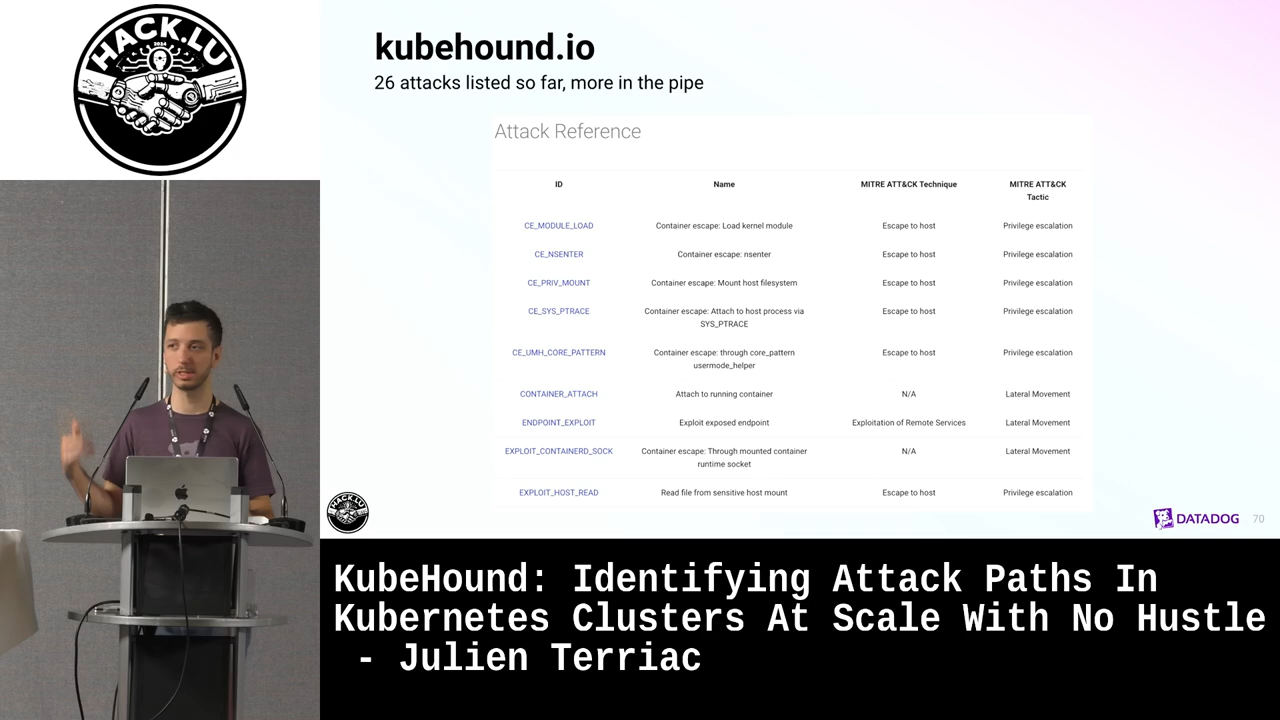 HACK.LU
2024
kubehound.io
26 attacks listed so far, more in the pipe
Attack Reference
ID Name MITRE ATT&CK Technique MITRE ATT&CK
Tactic
CE_MODULE_LOAD Container escape: Load kernel module Escape to host Privilege escalation
CE_NSENTER Container escape: nsenter Escape to host Privilege escalation
CE_PRIV_MOUNT Container escape: Mount host filesystem Escape to host Privilege escalation
CE_SYS_PTRACE Container escape: Attach to host process via Escape to host Privilege escalation
SYS_PTRACE
CE_UMH_CORE_PATTERN Container escape: through core_pattern Escape to host Privilege escalation
usermode_helper
CONTAINER_ATTACH Attach to running container N/A Lateral Movement
ENDPOINT_EXPLOIT Exploit exposed endpoint Exploitation of Remote Services Lateral Movement
EXPLOIT_CONTAINERD_SOCK Container escape: Through mounted container N/A Lateral Movement
runtime socket
EXPLOIT_HOST_READ Read file from sensitive host mount Escape to host Privilege escalation
HACK.LU
DATADOG 70
KubeHound: Identifying Attack Paths In
Kubernetes Clusters At Scale With No Hustle
- Julien Terriac